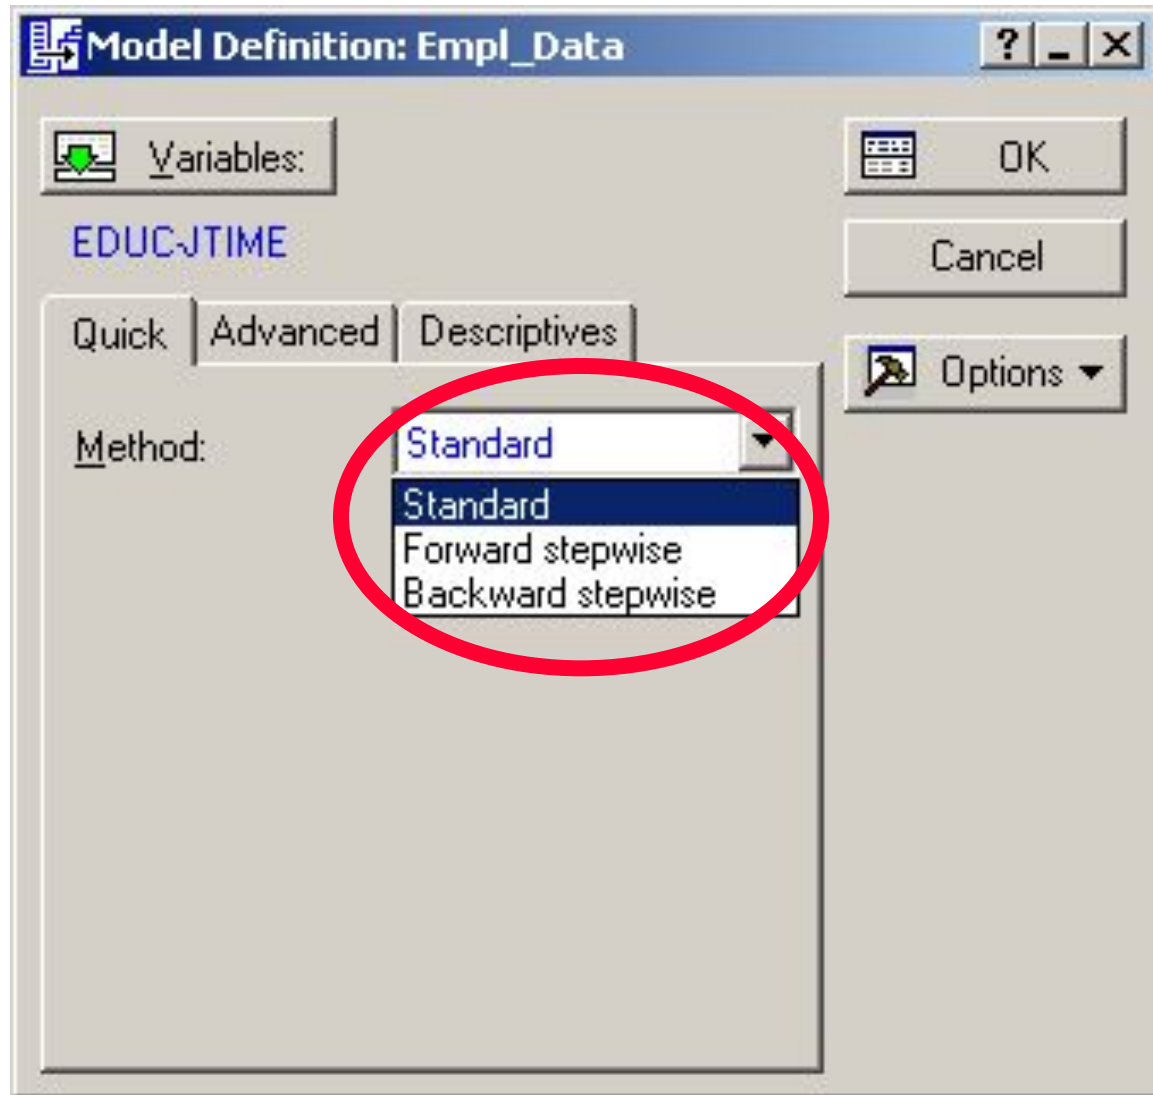 Model Definition: Empl_Data
Variables:
OK
EDUC-JTIME
Cancel
Quick
Advanced
Descriptives
Options
Method:
Standard
Standard
Forward stepwise
Backward stepwise